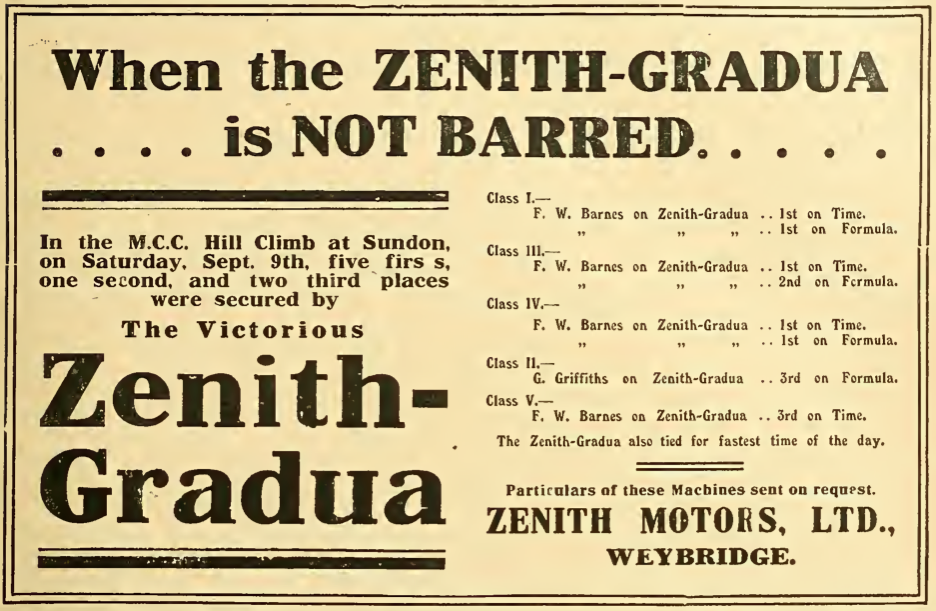 When the ZENITH-GRADUA
. . . . is NOT BARRED. . . . . .
In the M.C.C. Hill Climb at Sundon,
on Saturday, Sept. 9th, five firs s,
one second, and two third places
were secured by
The Victorious
Zenith-
Gradua
Class I.—
F. W. Barnes on Zenith-Gradua .. 1st on Time.
„ „ „ .. 1st on Formula.
Class III.—
F. W. Barnes on Zenith-Gradua .. 1st on Time.
„ „ „ .. 2nd on Formula.
Class IV.—
F. W. Barnes on Zenith-Gradua .. 1st on Time.
„ „ „ .. 1st on Formula.
Class II.—
G. Griffiths on Zenith-Gradua .. 3rd on Formula.
Class V.—
F. W. Barnes on Zenith-Gradua .. 3rd on Time.
The Zenith-Gradua also tied for fastest time of the day.
Particulars of these Machines sent on request.
ZENITH MOTORS, LTD.,
WEYBRIDGE.